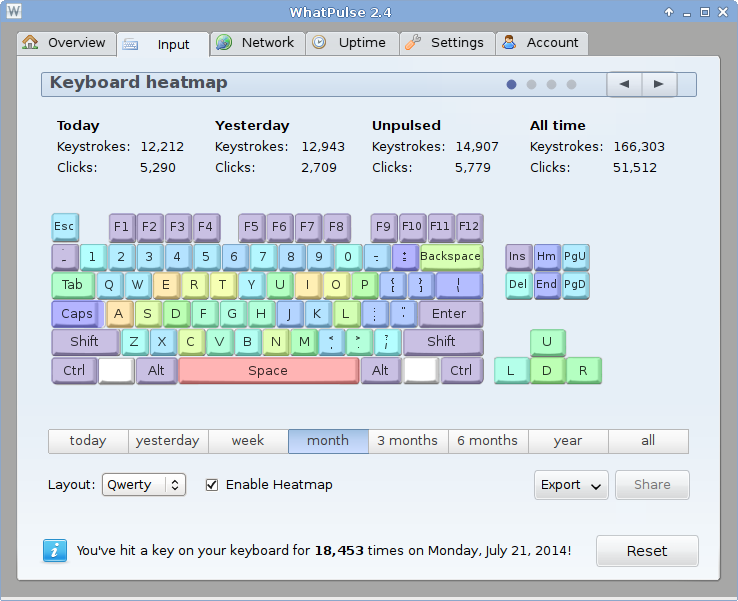 W WhatPulse 2.4
Overview Input Network Uptime Settings Account
Keyboard heatmap
Today Yesterday Unpulsed All time
Keystrokes: 12,212 Keystrokes: 12,943 Keystrokes: 14,907 Keystrokes: 166,303
Clicks: 5,290 Clicks: 2,709 Clicks: 5,779 Clicks: 51,512
Esc F1 F2 F3 F4 F5 F6 F7 F8 F9 F10 F11 F12
1 2 3 4 5 6 7 8 9 0 Backspace Ins Hm PgU
Tab Q W E R T Y U I O P { [ } ] Del End PgD
Caps A S D F G H J K L Enter
Shift Z X C V B N M Shift U
Ctrl Alt Space Alt Ctrl L D R
today yesterday week month 3 months 6 months year all
Layout: Qwerty Enable Heatmap Export Share
i You've hit a key on your keyboard for 18,453 times on Monday, July 21, 2014! Reset